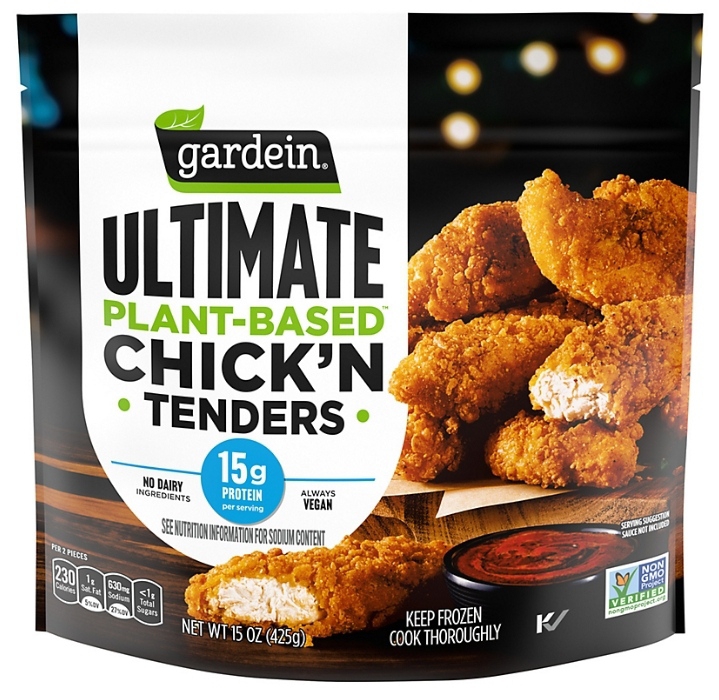 gardein®
ULTIMATE
PLANT-BASED™
CHICK'N
• TENDERS •
15g
PROTEIN
per serving
NO DAIRY
INGREDIENTS
ALWAYS
VEGAN
SEE NUTRITION INFORMATION FOR SODIUM CONTENT
SERVING SUGGESTION
SAUCE NOT INCLUDED
PER 2 PIECES
230
Calories
1g
Sat. Fat
5% DV
630mg
Sodium
27% DV
<1g
Total
Sugars
NET WT 15 OZ (425g)
KEEP FROZEN
COOK THOROUGHLY
NON
GMO
Project
VERIFIED
nongmoproject.org